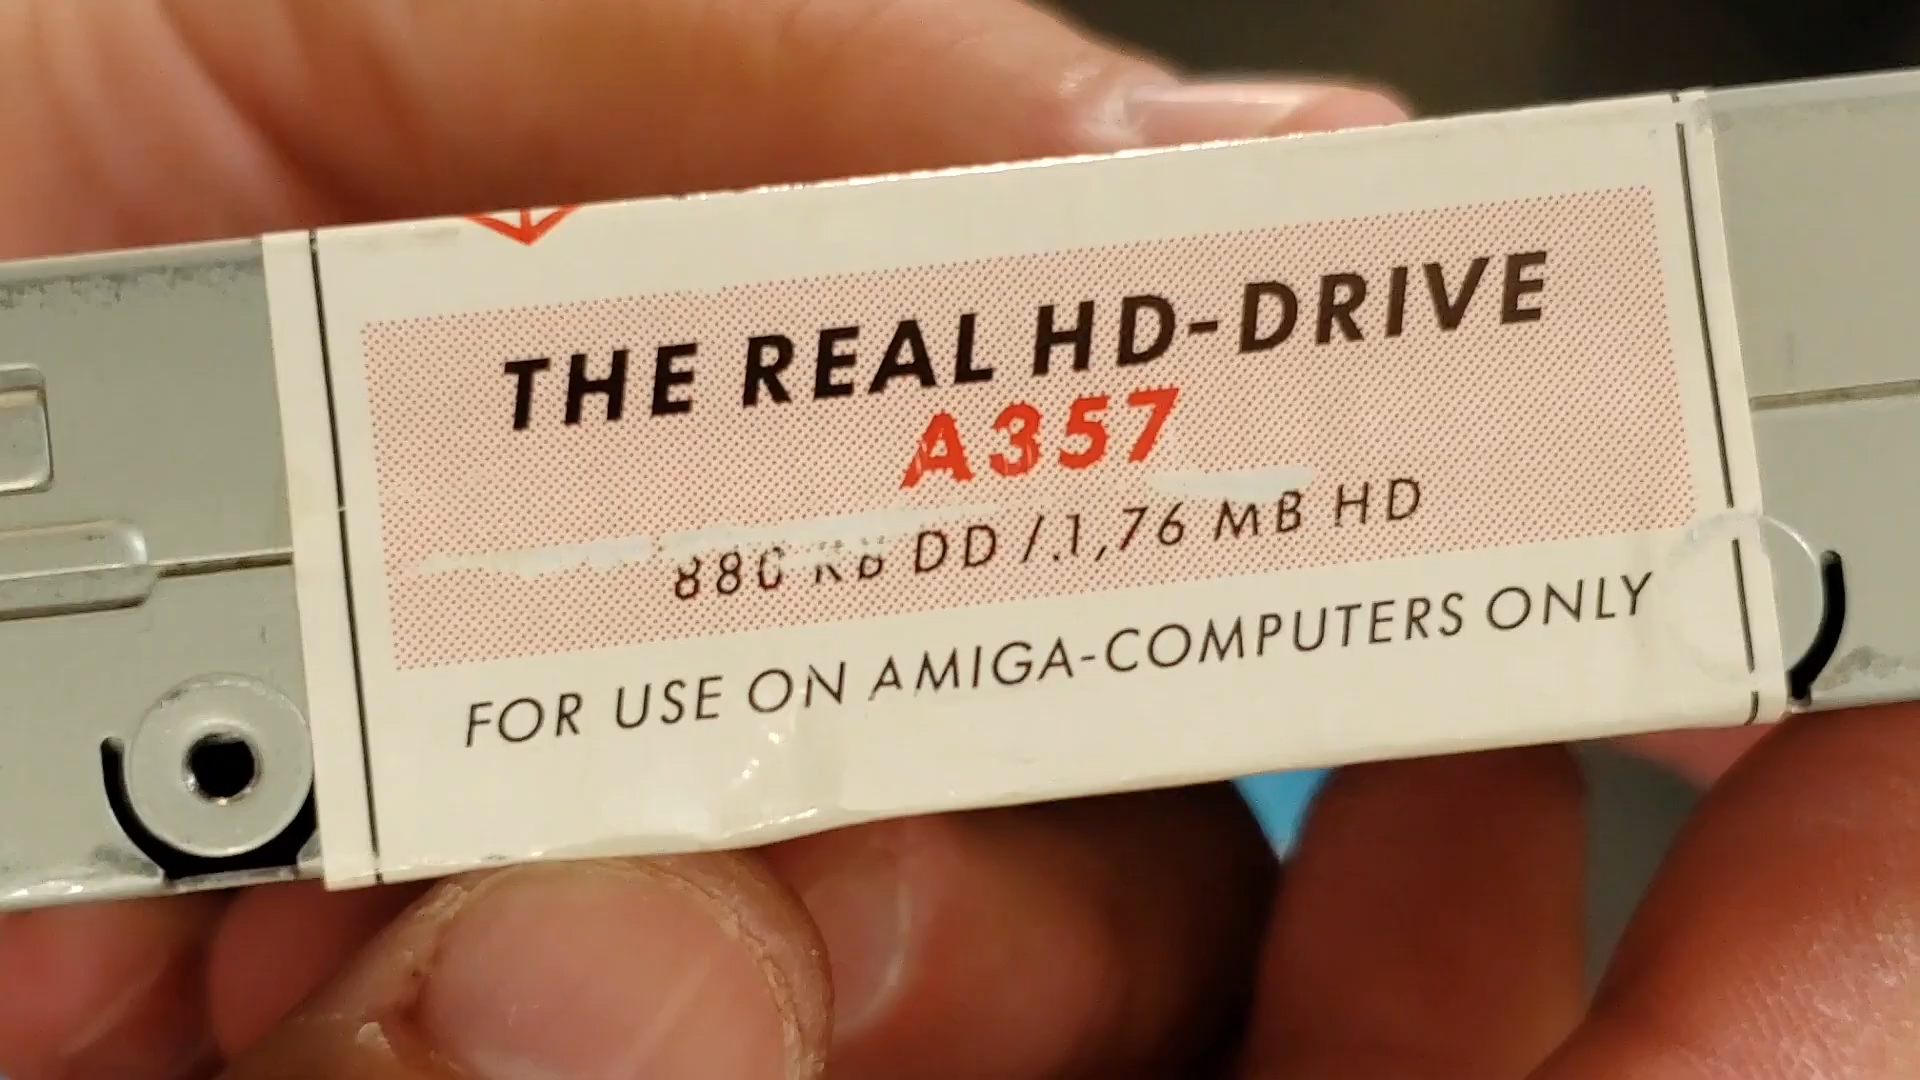 THE REAL HD-DRIVE
A357
880 KB DD / 1,76 MB HD
FOR USE ON AMIGA-COMPUTERS ONLY